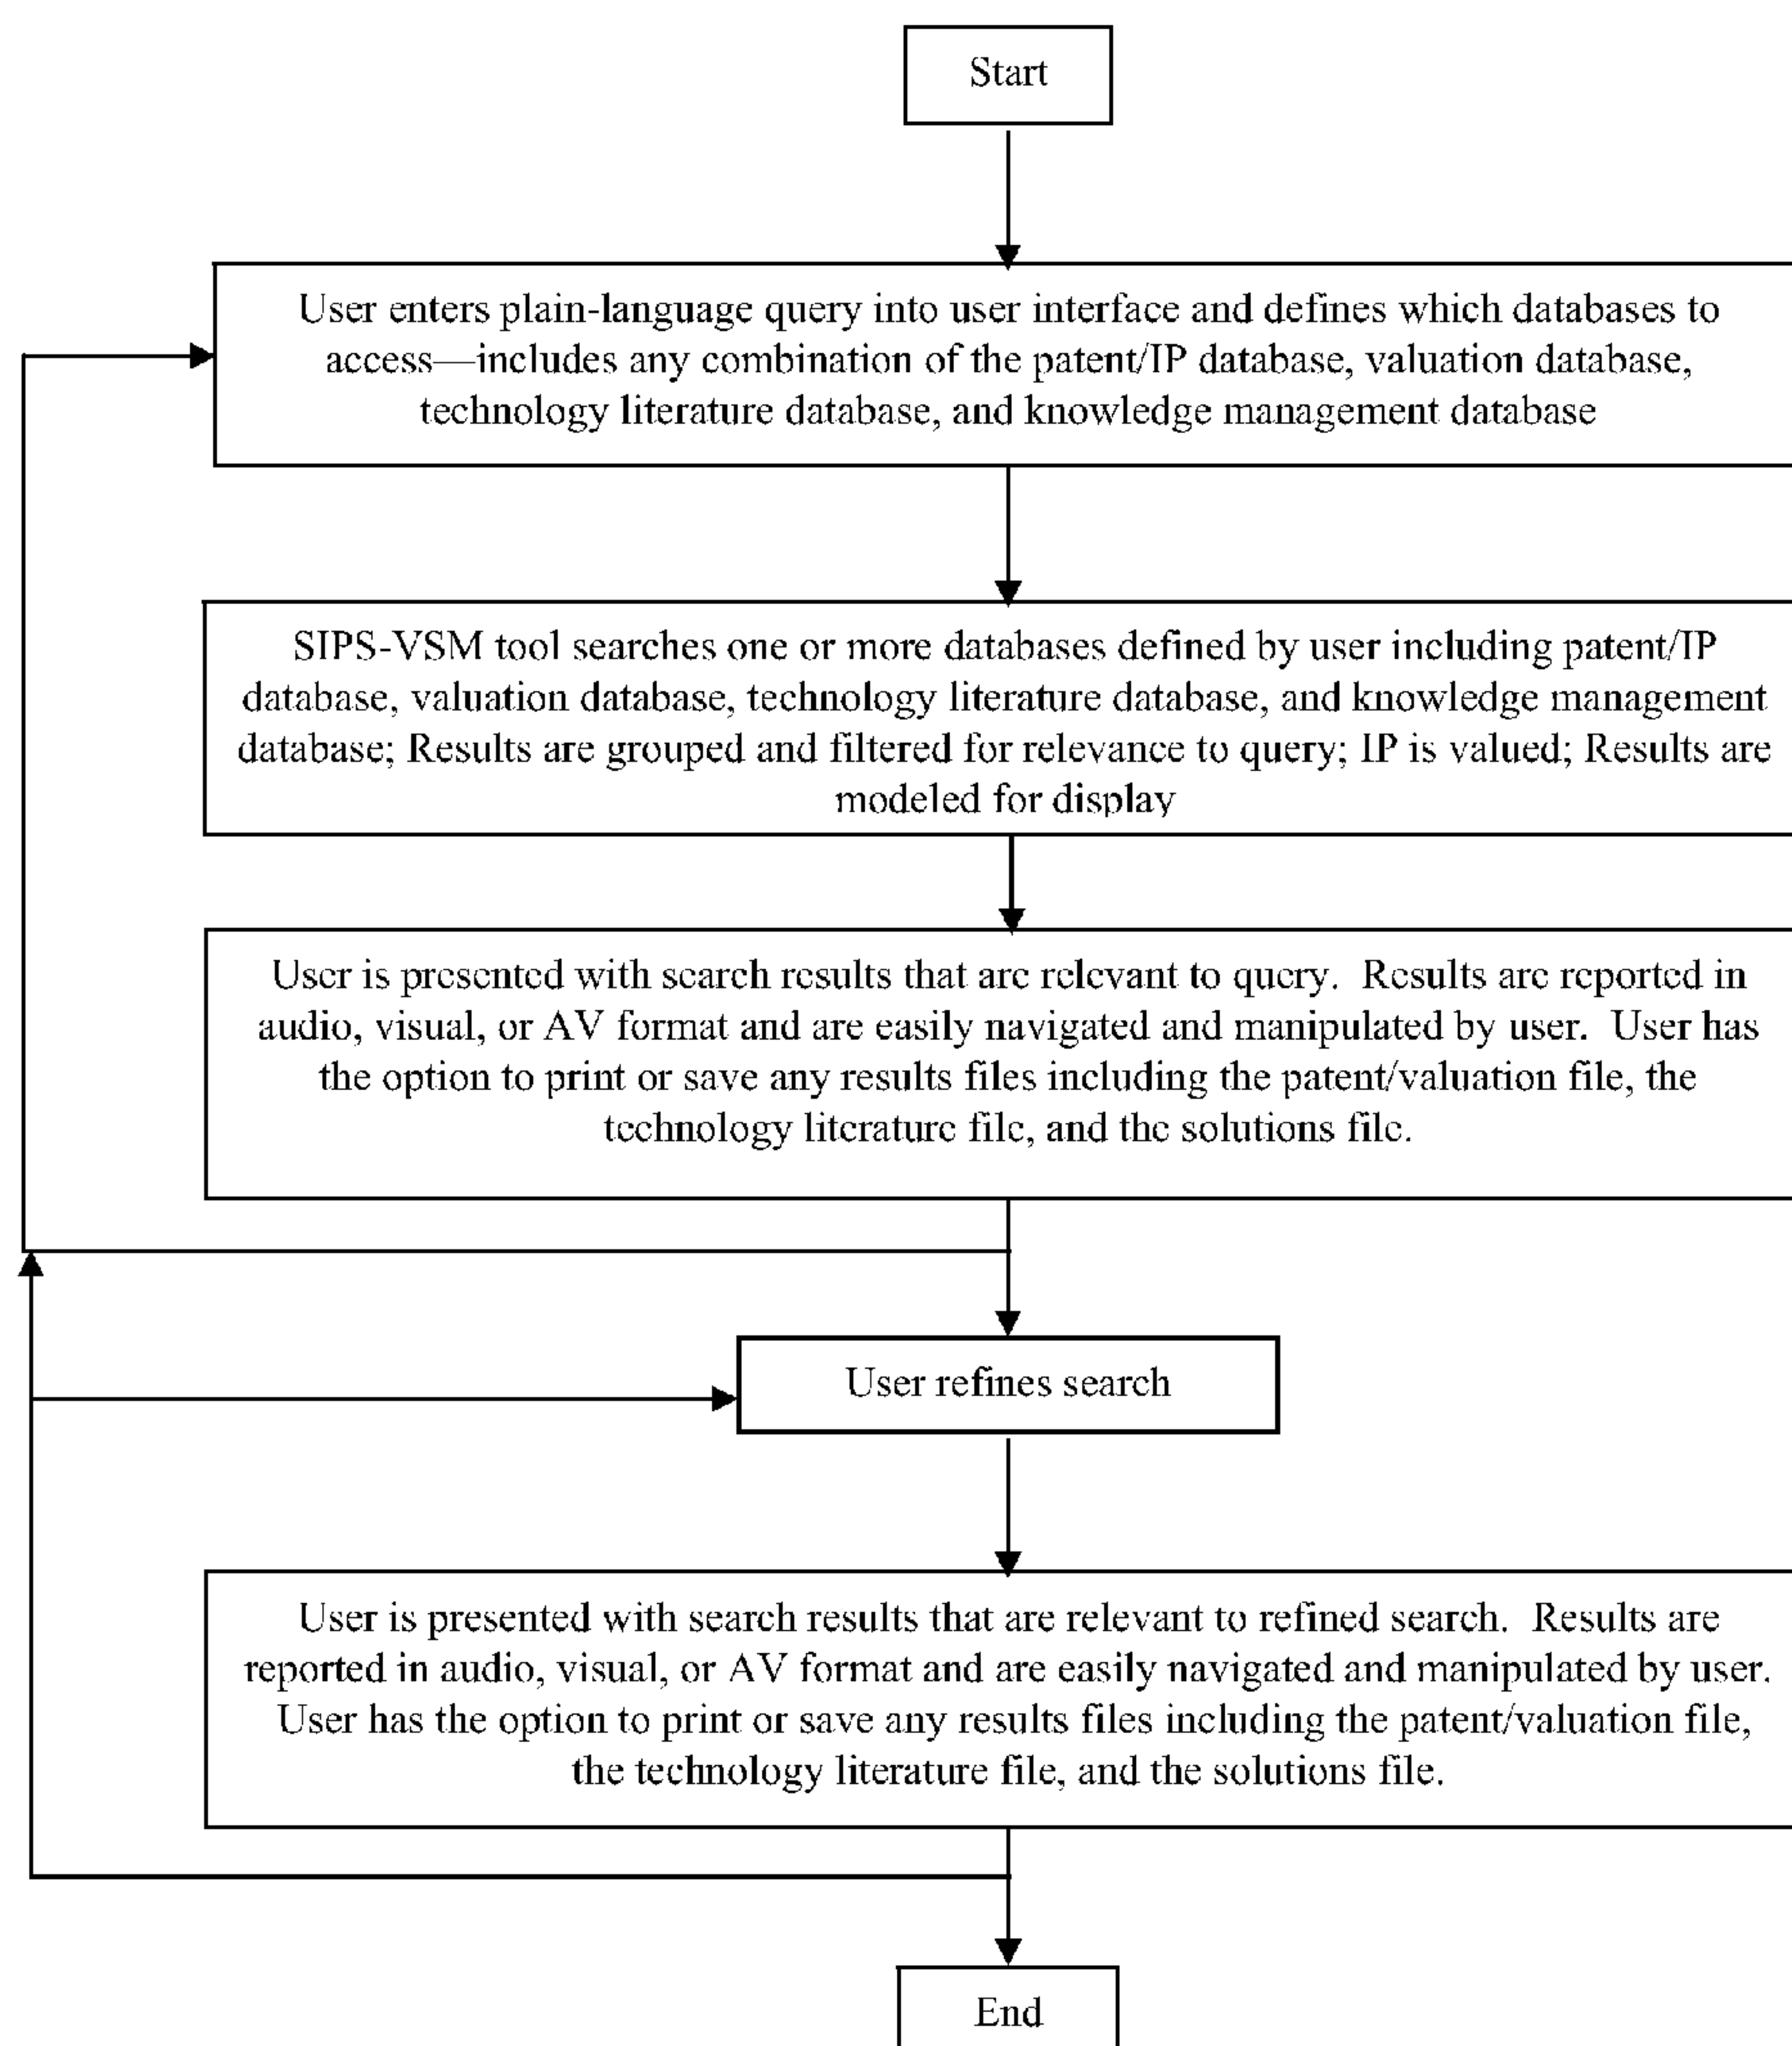 Start
User enters plain-language query into user interface and defines which databases to
access—includes any combination of the patent/IP database, valuation database,
technology literature database, and knowledge management database
SIPS-VSM tool searches one or more databases defined by user including patent/IP
database, valuation database, technology literature database, and knowledge management
database; Results are grouped and filtered for relevance to query; IP is valued; Results are
modeled for display
User is presented with search results that are relevant to query.  Results are reported in
audio, visual, or AV format and are easily navigated and manipulated by user.  User has
the option to print or save any results files including the patent/valuation file, the
technology literature file, and the solutions file.
User refines search
User is presented with search results that are relevant to refined search.  Results are
reported in audio, visual, or AV format and are easily navigated and manipulated by user.
User has the option to print or save any results files including the patent/valuation file,
the technology literature file, and the solutions file.
End